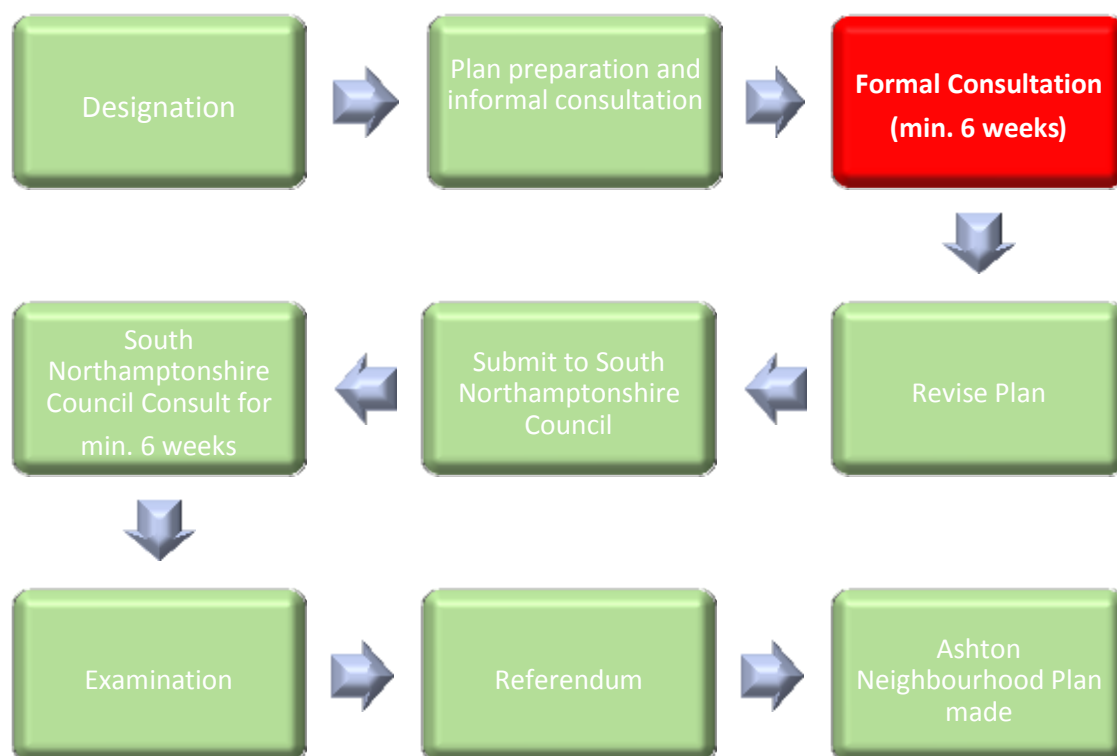 Designation
Plan preparation and
informal consultation
Formal Consultation
(min. 6 weeks)
Revise Plan
Submit to South
Northamptonshire
Council
South
Northamptonshire
Council Consult for
min. 6 weeks
Examination
Referendum
Ashton
Neighbourhood Plan
made